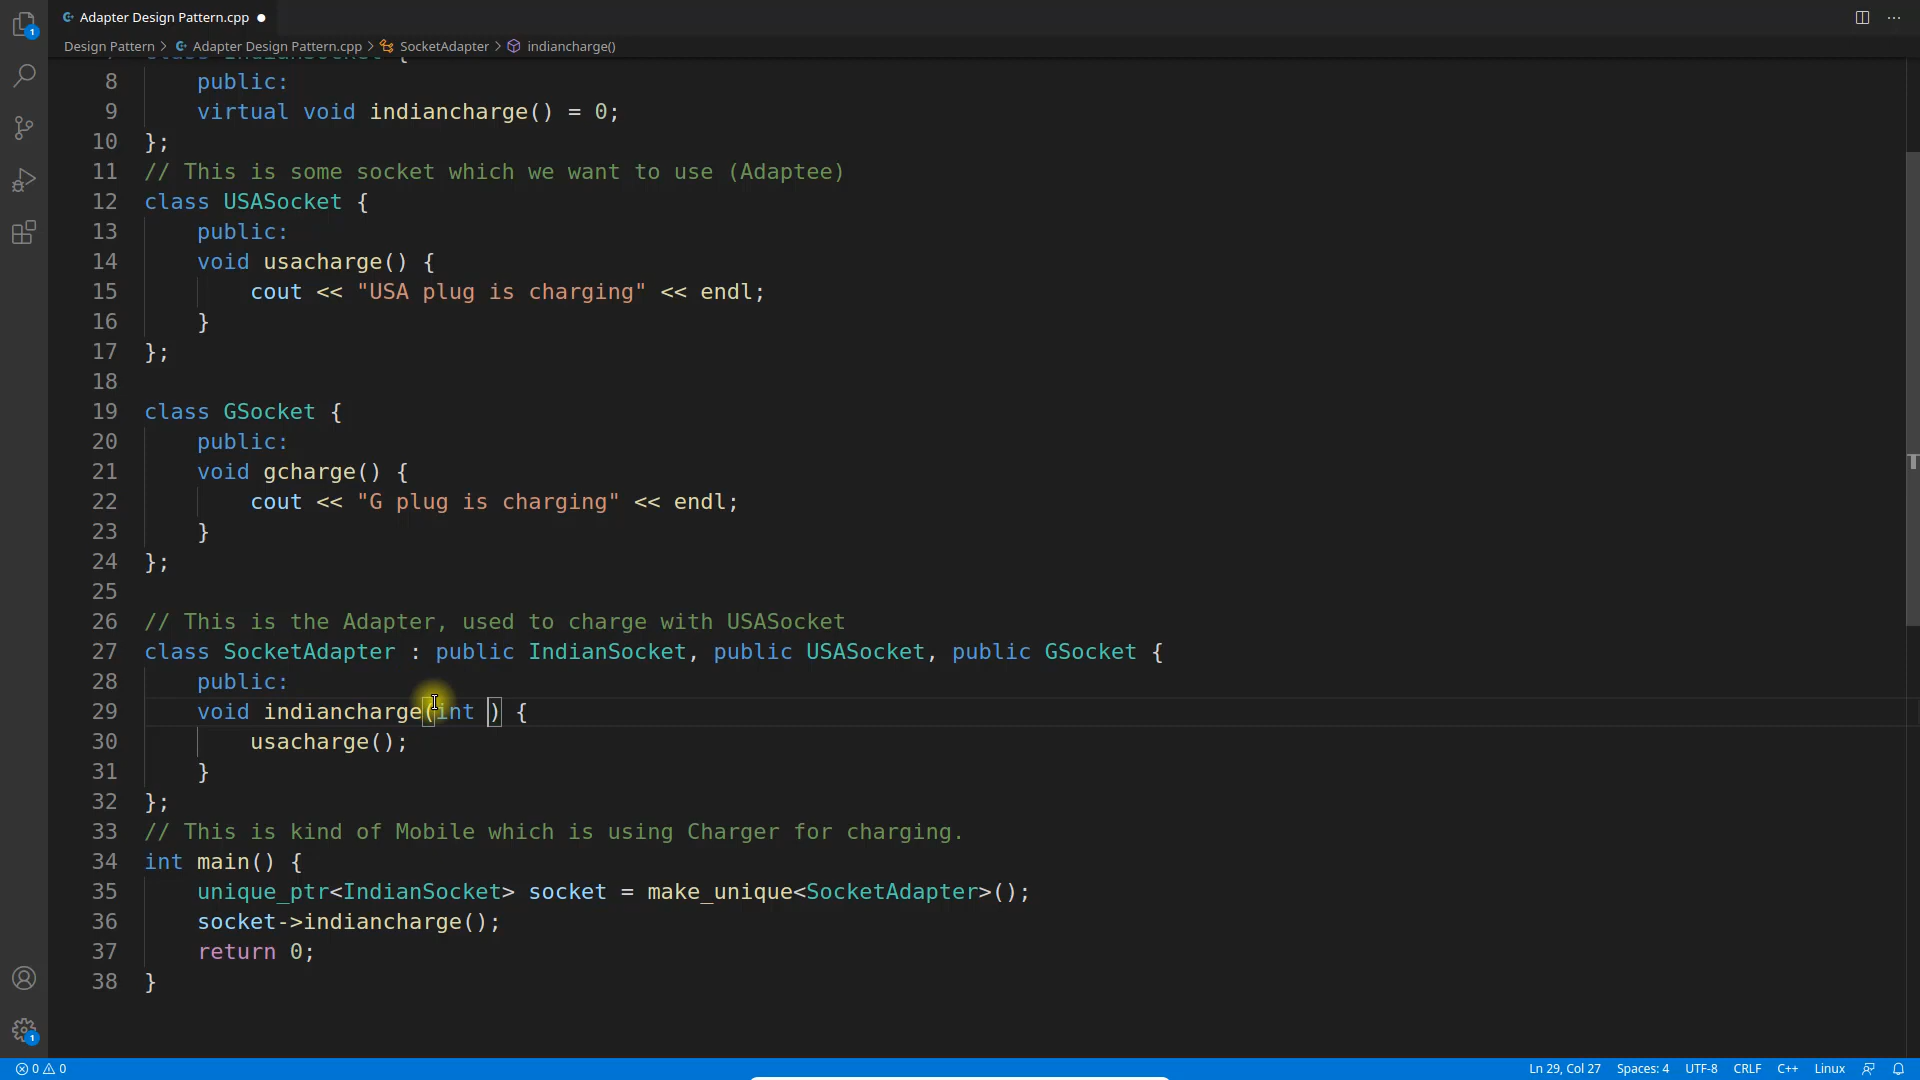 Adapter Design Pattern.cpp
Design Pattern > Adapter Design Pattern.cpp > SocketAdapter > indiancharge()
8 public:
9 virtual void indiancharge() = 0;
10 };
11 // This is some socket which we want to use (Adaptee)
12 class USASocket {
13 public:
14 void usacharge() {
15 cout << "USA plug is charging" << endl;
16 }
17 };
18
19 class GSocket {
20 public:
21 void gcharge() {
22 cout << "G plug is charging" << endl;
23 }
24 };
25
26 // This is the Adapter, used to charge with USASocket
27 class SocketAdapter : public IndianSocket, public USASocket, public GSocket {
28 public:
29 void indiancharge(int ) {
30 usacharge();
31 }
32 };
33 // This is kind of Mobile which is using Charger for charging.
34 int main() {
35 unique_ptr<IndianSocket> socket = make_unique<SocketAdapter>();
36 socket->indiancharge();
37 return 0;
38 }
1
1
0 0 Ln 29, Col 27 Spaces: 4 UTF-8 CRLF C++ Linux